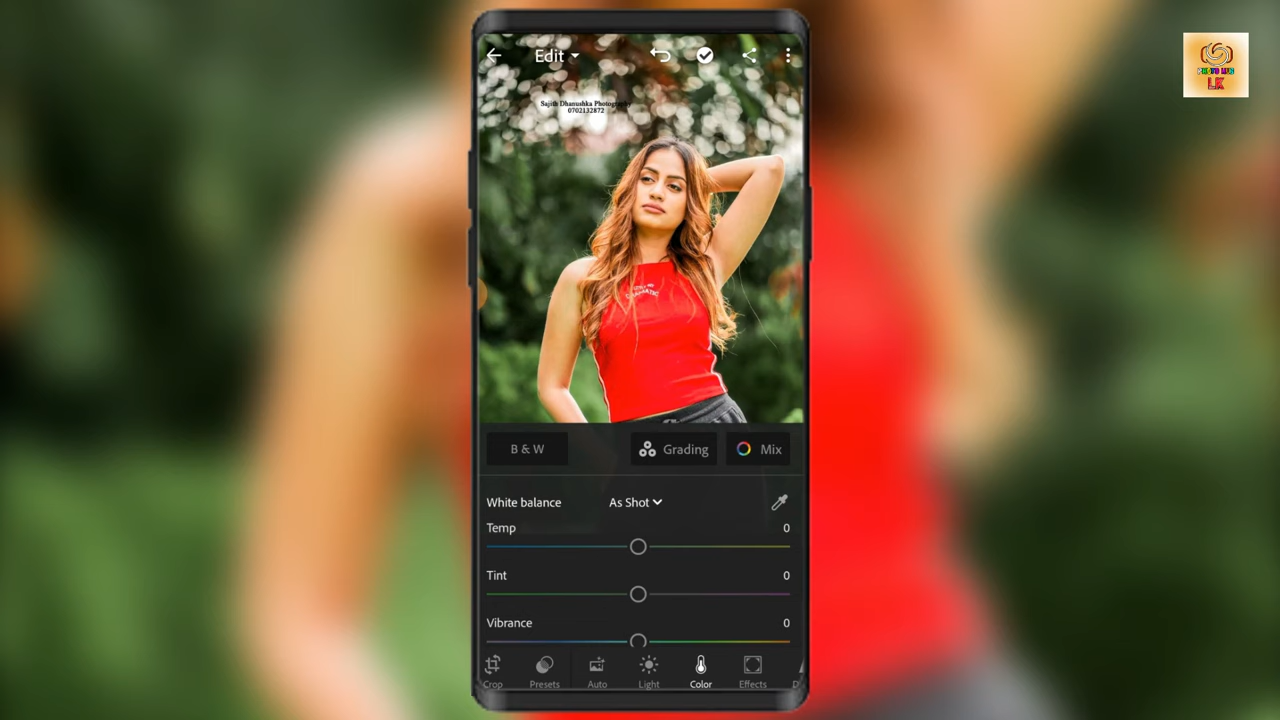 Edit
Sajith Dhanushka Photography
0702132872
LK
B & W
Grading
Mix
White balance
As Shot
Temp
0
Tint
0
Vibrance
0
Crop
Presets
Auto
Light
Color
Effects